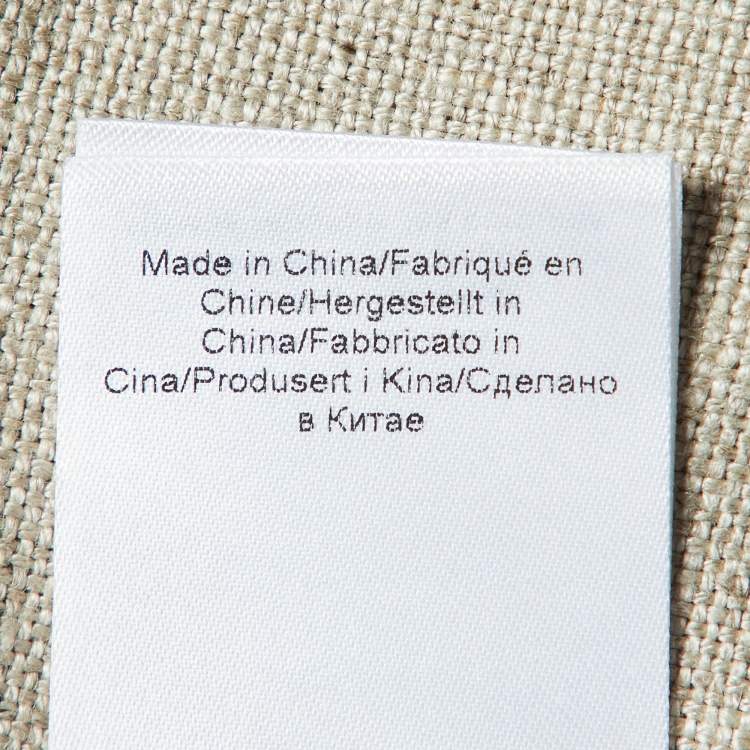 Made in China/Fabriqué en
Chine/Hergestellt in
China/Fabbricato in
Cina/Produsert i Kina/Сделано
в Китае